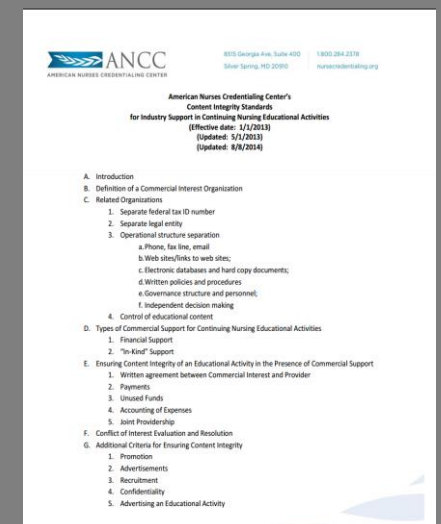 ANCC
AMERICAN NURSES CREDENTIALING CENTER
8515 Georgia Ave, Suite 400
Silver Spring, MD 20910
1.800.284.2378
nursecredentialing.org
American Nurses Credentialing Center's
Content Integrity Standards
for Industry Support in Continuing Nursing Educational Activities
(Effective date: 1/1/2013)
(Updated: 5/1/2013)
(Updated: 8/8/2014)
A. Introduction
B. Definition of a Commercial Interest Organization
C. Related Organizations
1. Separate federal tax ID number
2. Separate legal entity
3. Operational structure separation
a. Phone, fax line, email
b. Web sites/links to web sites;
c. Electronic databases and hard copy documents;
d. Written policies and procedures
e. Governance structure and personnel;
f. Independent decision making
4. Control of educational content
D. Types of Commercial Support for Continuing Nursing Educational Activities
1. Financial Support
2. "In-Kind" Support
E. Ensuring Content Integrity of an Educational Activity in the Presence of Commercial Support
1. Written agreement between Commercial Interest and Provider
2. Payments
3. Unused Funds
4. Accounting of Expenses
5. Joint Providership
F. Conflict of Interest Evaluation and Resolution
G. Additional Criteria for Ensuring Content Integrity
1. Promotion
2. Advertisements
3. Recruitment
4. Confidentiality
5. Advertising an Educational Activity